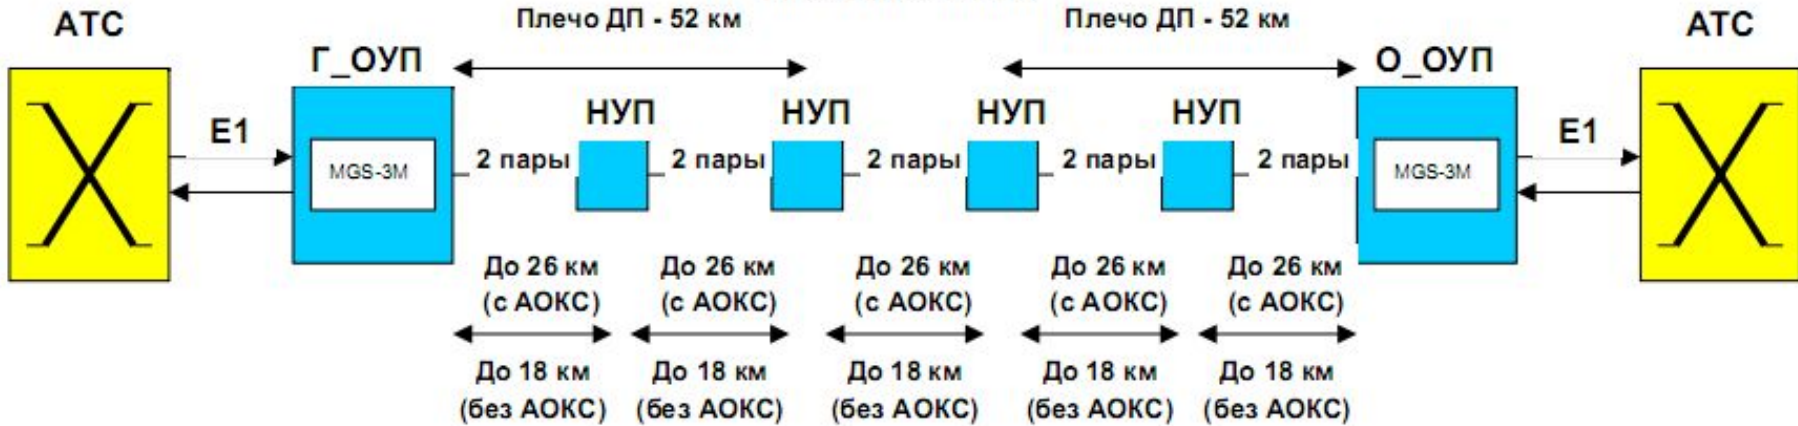 Плечо ДП - 52 км
Плечо ДП - 52 км
АТС
АТС
Г_ОУП
О_ОУП
НУП
НУП
НУП
НУП
E1
E1
2 пары
2 пары
2 пары
2 пары
2 пары
MGS-3M
MGS-3M
До 26 км
(с АОКС)
До 26 км
(с АОКС)
До 26 км
(с АОКС)
До 26 км
(с АОКС)
До 26 км
(с АОКС)
До 18 км
(без АОКС)
До 18 км
(без АОКС)
До 18 км
(без АОКС)
До 18 км
(без АОКС)
До 18 км
(без АОКС)